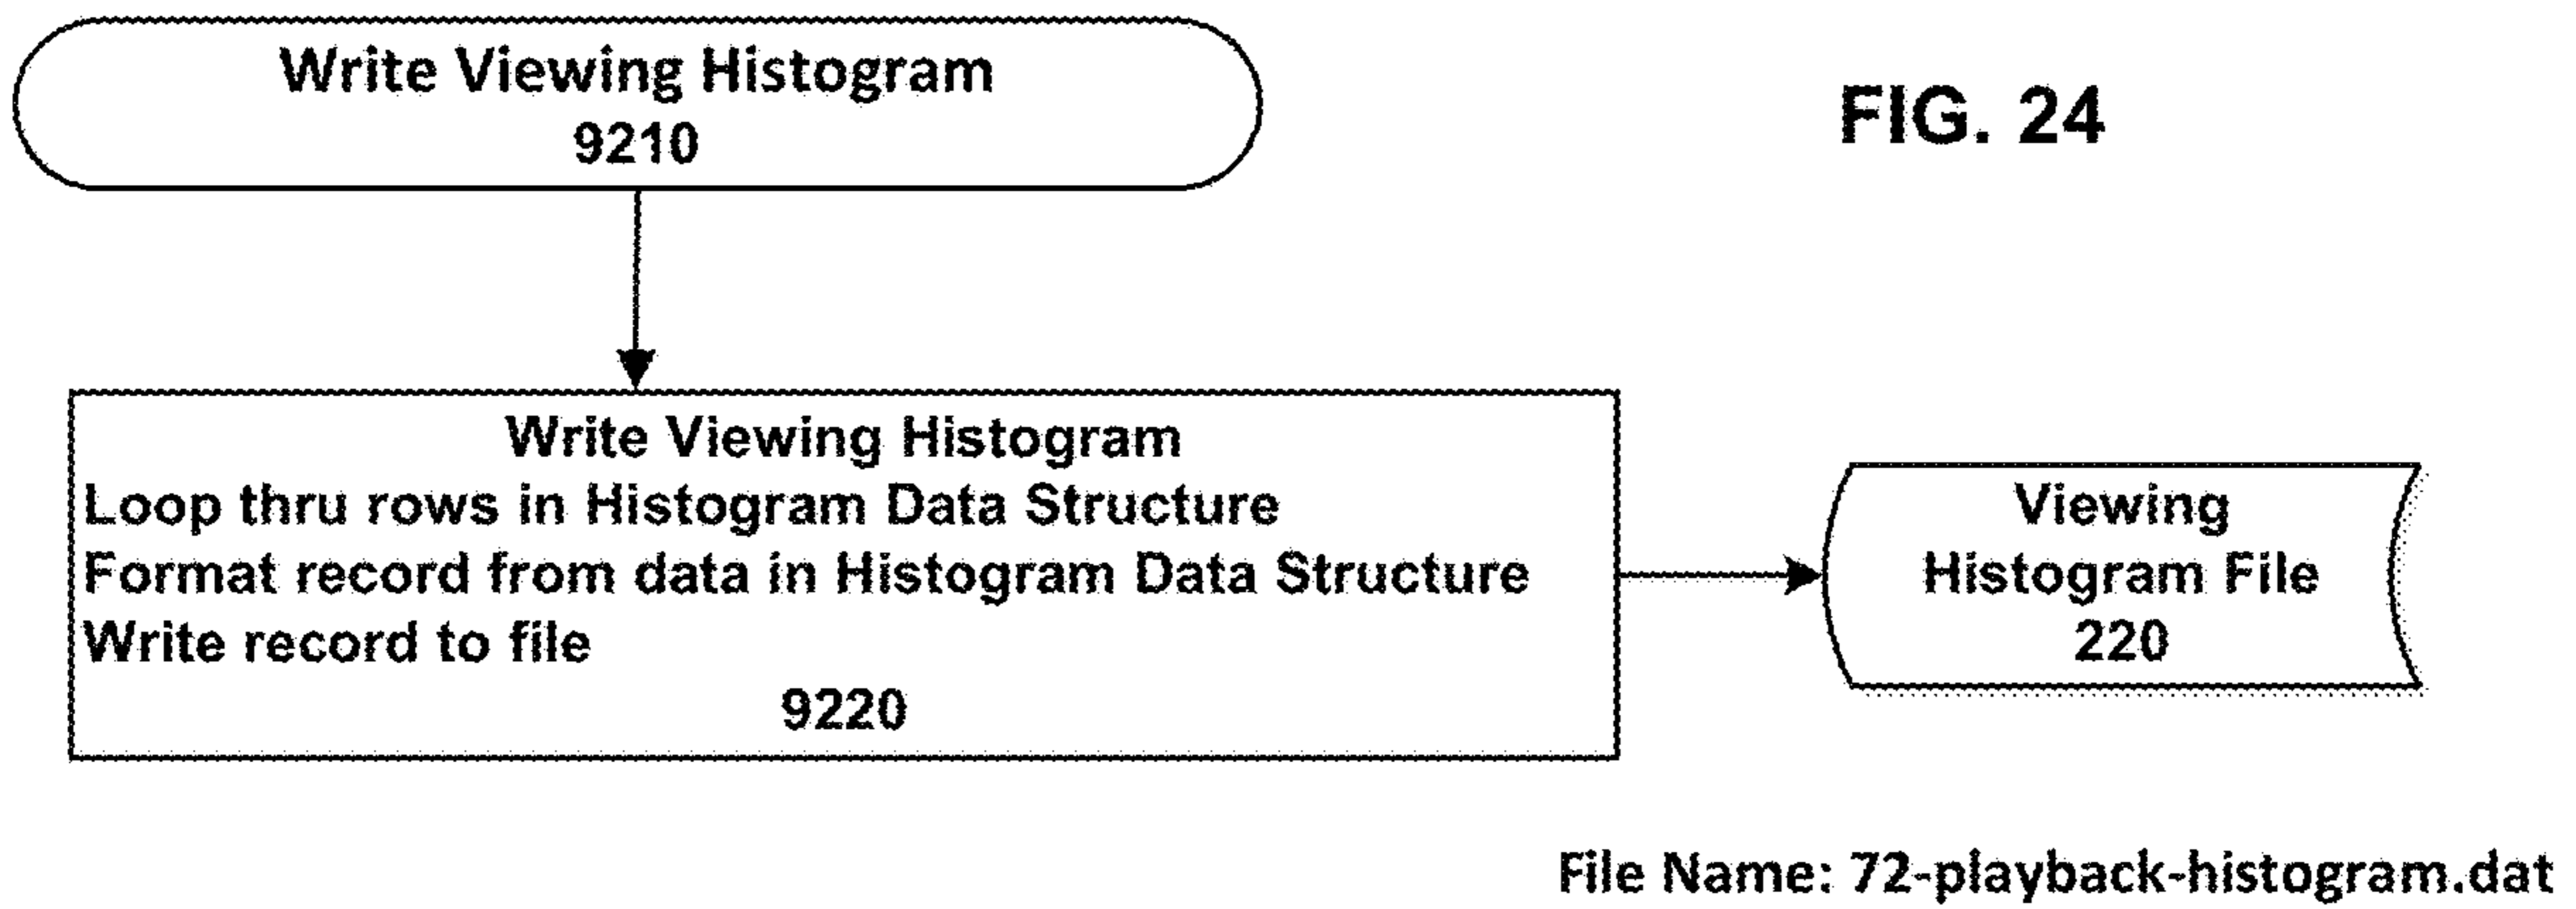 Write Viewing Histogram
9210
FIG. 24
Write Viewing Histogram
Loop thru rows in Histogram Data Structure
Format record from data in Histogram Data Structure
Write record to file
9220
Viewing
Histogram File
220
File Name: 72-playback-histogram.dat